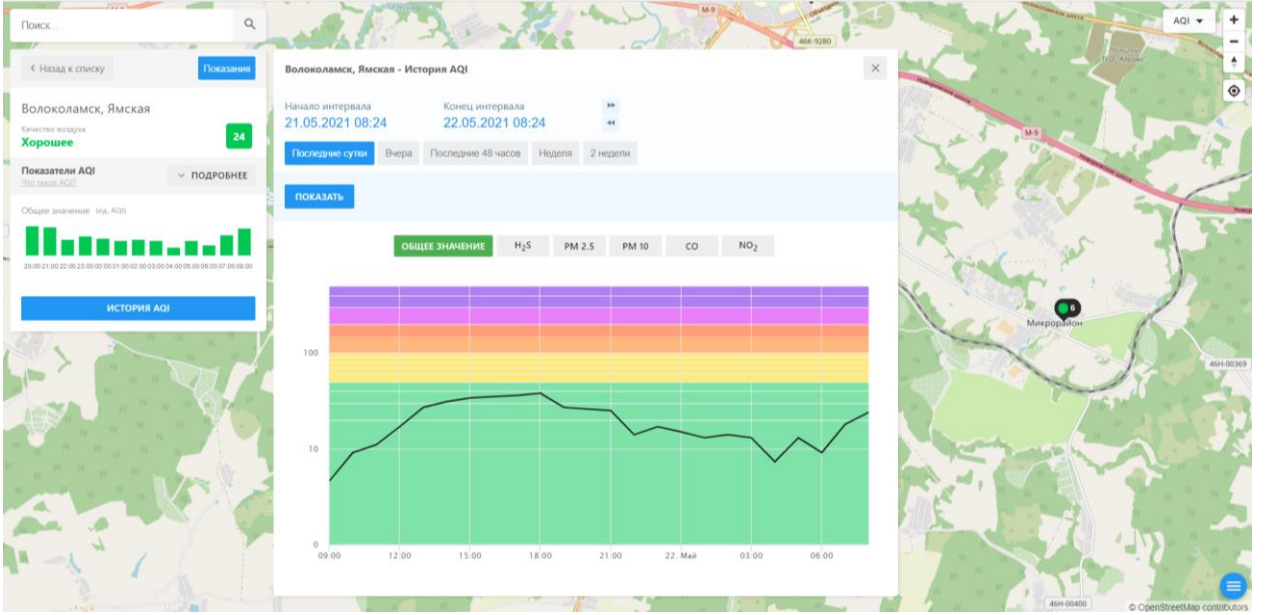 Поиск...
М-9
46К-9280
AQI
+
−
Назад к списку
Показания
Волоколамск, Ямская - История AQI
Волоколамск, Ямская
Качество воздуха
Хорошее
24
Начало интервала
Конец интервала
21.05.2021 08:24
22.05.2021 08:24
Последние сутки
Вчера
Последние 48 часов
Неделя
2 недели
Показатели AQI
Что такое AQI?
ПОДРОБНЕЕ
ПОКАЗАТЬ
Общее значение (ед. AQI)
20:00 21:00 22:00 23:00 00:00 01:00 02:00 03:00 04:00 05:00 06:00 07:00 08:00
ИСТОРИЯ AQI
ОБЩЕЕ ЗНАЧЕНИЕ
H₂S
PM 2.5
PM 10
CO
NO₂
100
10
0
09:00
12:00
15:00
18:00
21:00
22. Май
03:00
06:00
М-9
6
Микрорайон
46Н-00369
46Н-00400
© OpenStreetMap contributors